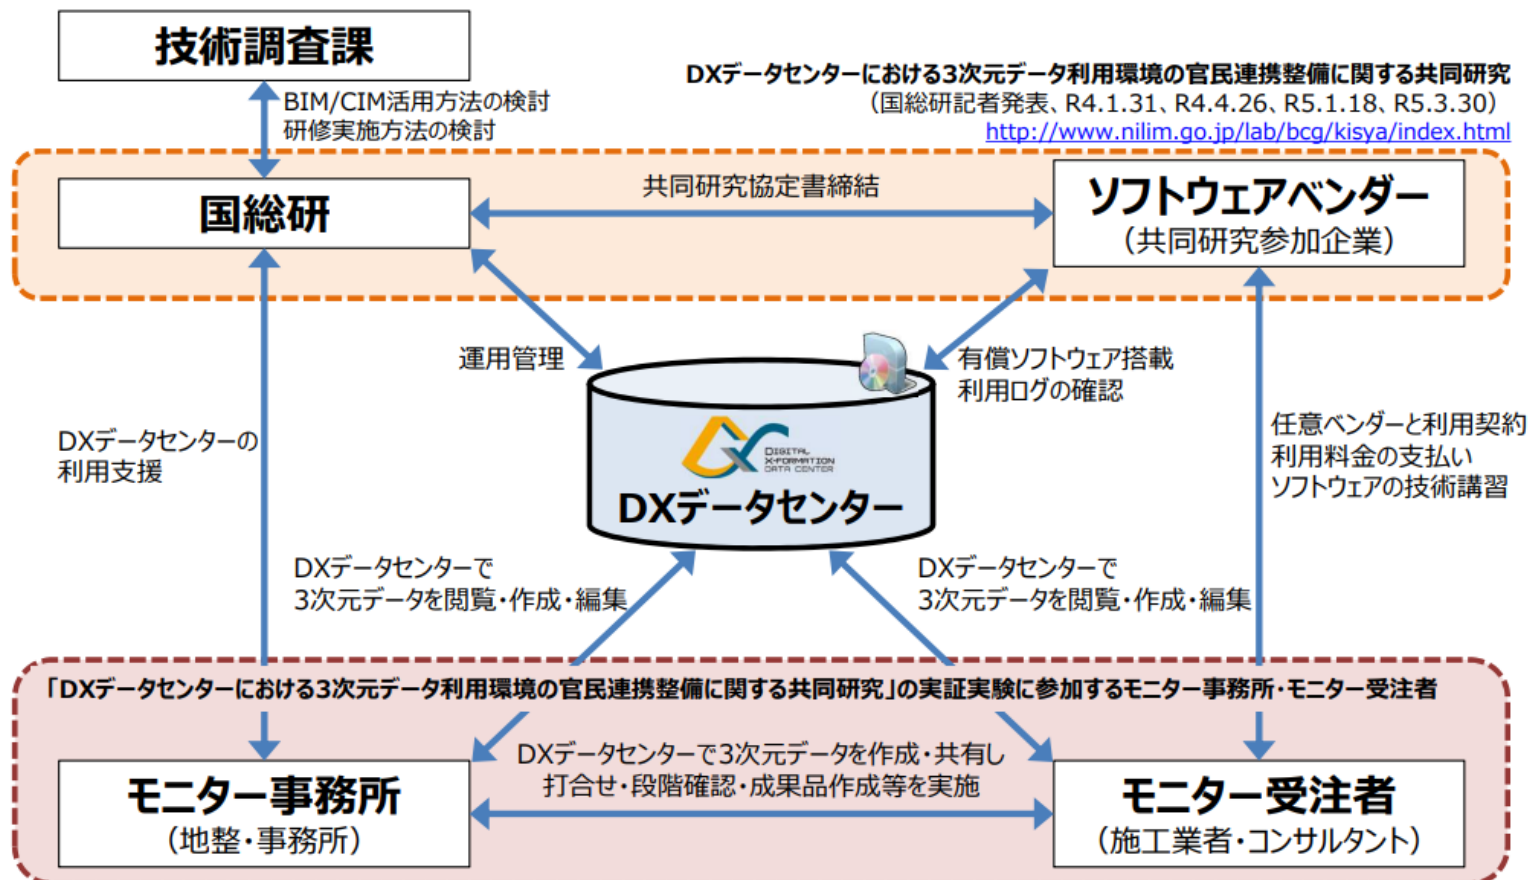 技術調査課
DXデータセンターにおける3次元データ利用環境の官民連携整備に関する共同研究
（国総研記者発表、R4.1.31、R4.4.26、R5.1.18、R5.3.30）
http://www.nilim.go.jp/lab/bcg/kisya/index.html
BIM/CIM活用方法の検討
研修実施方法の検討
国総研
共同研究協定書締結
ソフトウェアベンダー
（共同研究参加企業）
運用管理
有償ソフトウェア搭載
利用ログの確認
DXデータセンターの
利用支援
DIGITAL
X-FORMATION
DATA CENTER
DXデータセンター
任意ベンダーと利用契約
利用料金の支払い
ソフトウェアの技術講習
DXデータセンターで
3次元データを閲覧・作成・編集
DXデータセンターで
3次元データを閲覧・作成・編集
「DXデータセンターにおける3次元データ利用環境の官民連携整備に関する共同研究」の実証実験に参加するモニター事務所・モニター受注者
DXデータセンターで3次元データを作成・共有し
打合せ・段階確認・成果品作成等を実施
モニター事務所
（地整・事務所）
モニター受注者
（施工業者・コンサルタント）